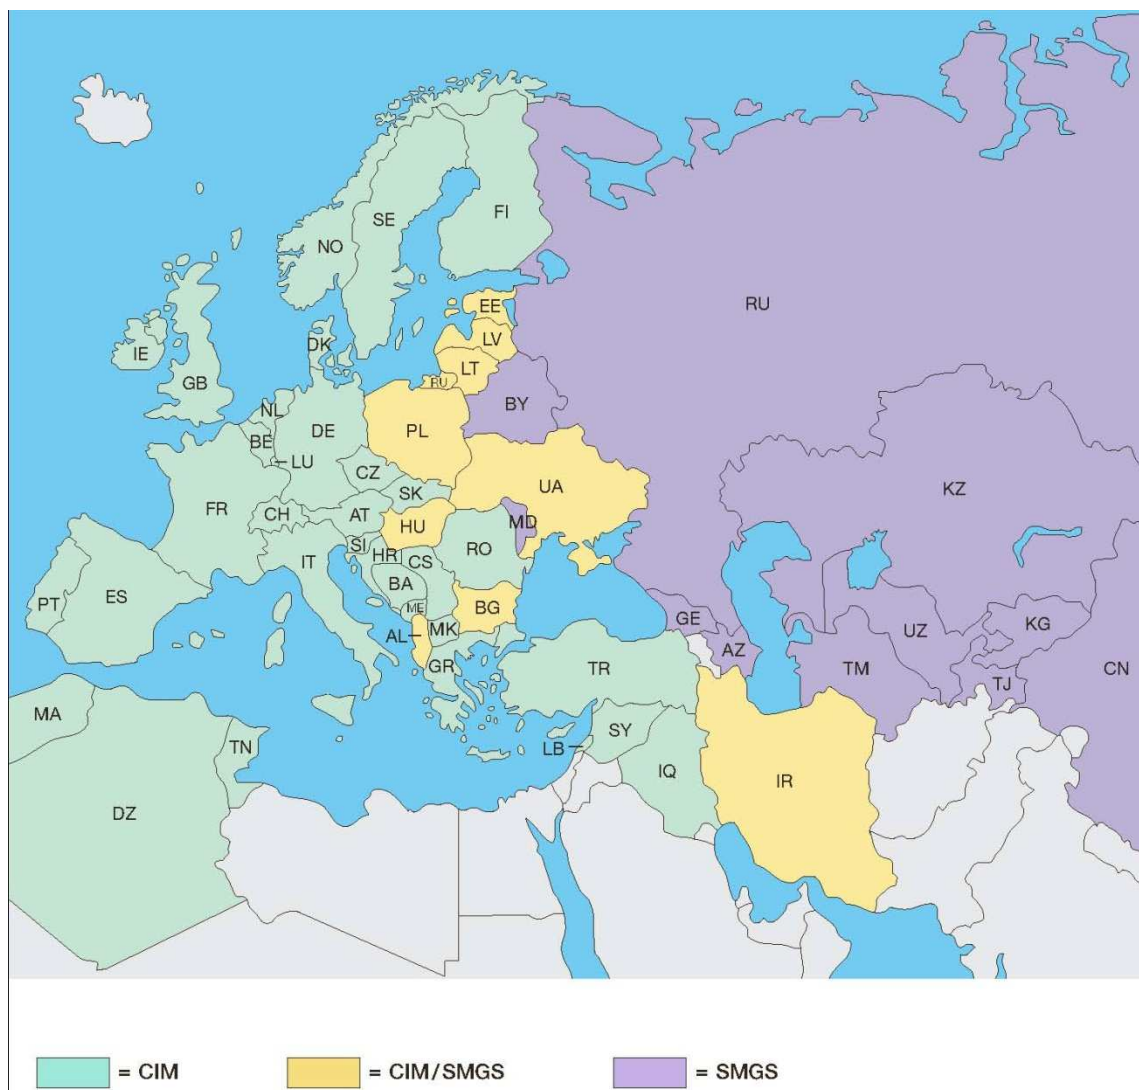 FI
SE
NO
RU
EE
LV
DK
LT
IE
RU
GB
BY
NL
DE
PL
BE
LU
CZ
UA
SK
KZ
FR
CH
AT
HU
MD
SI
HR
RO
IT
CS
BA
PT
ES
ME
BG
GE
UZ
KG
AL
MK
AZ
GR
TR
TM
TJ
CN
MA
SY
TN
LB
IQ
IR
DZ
= CIM
= CIM/SMGS
= SMGS